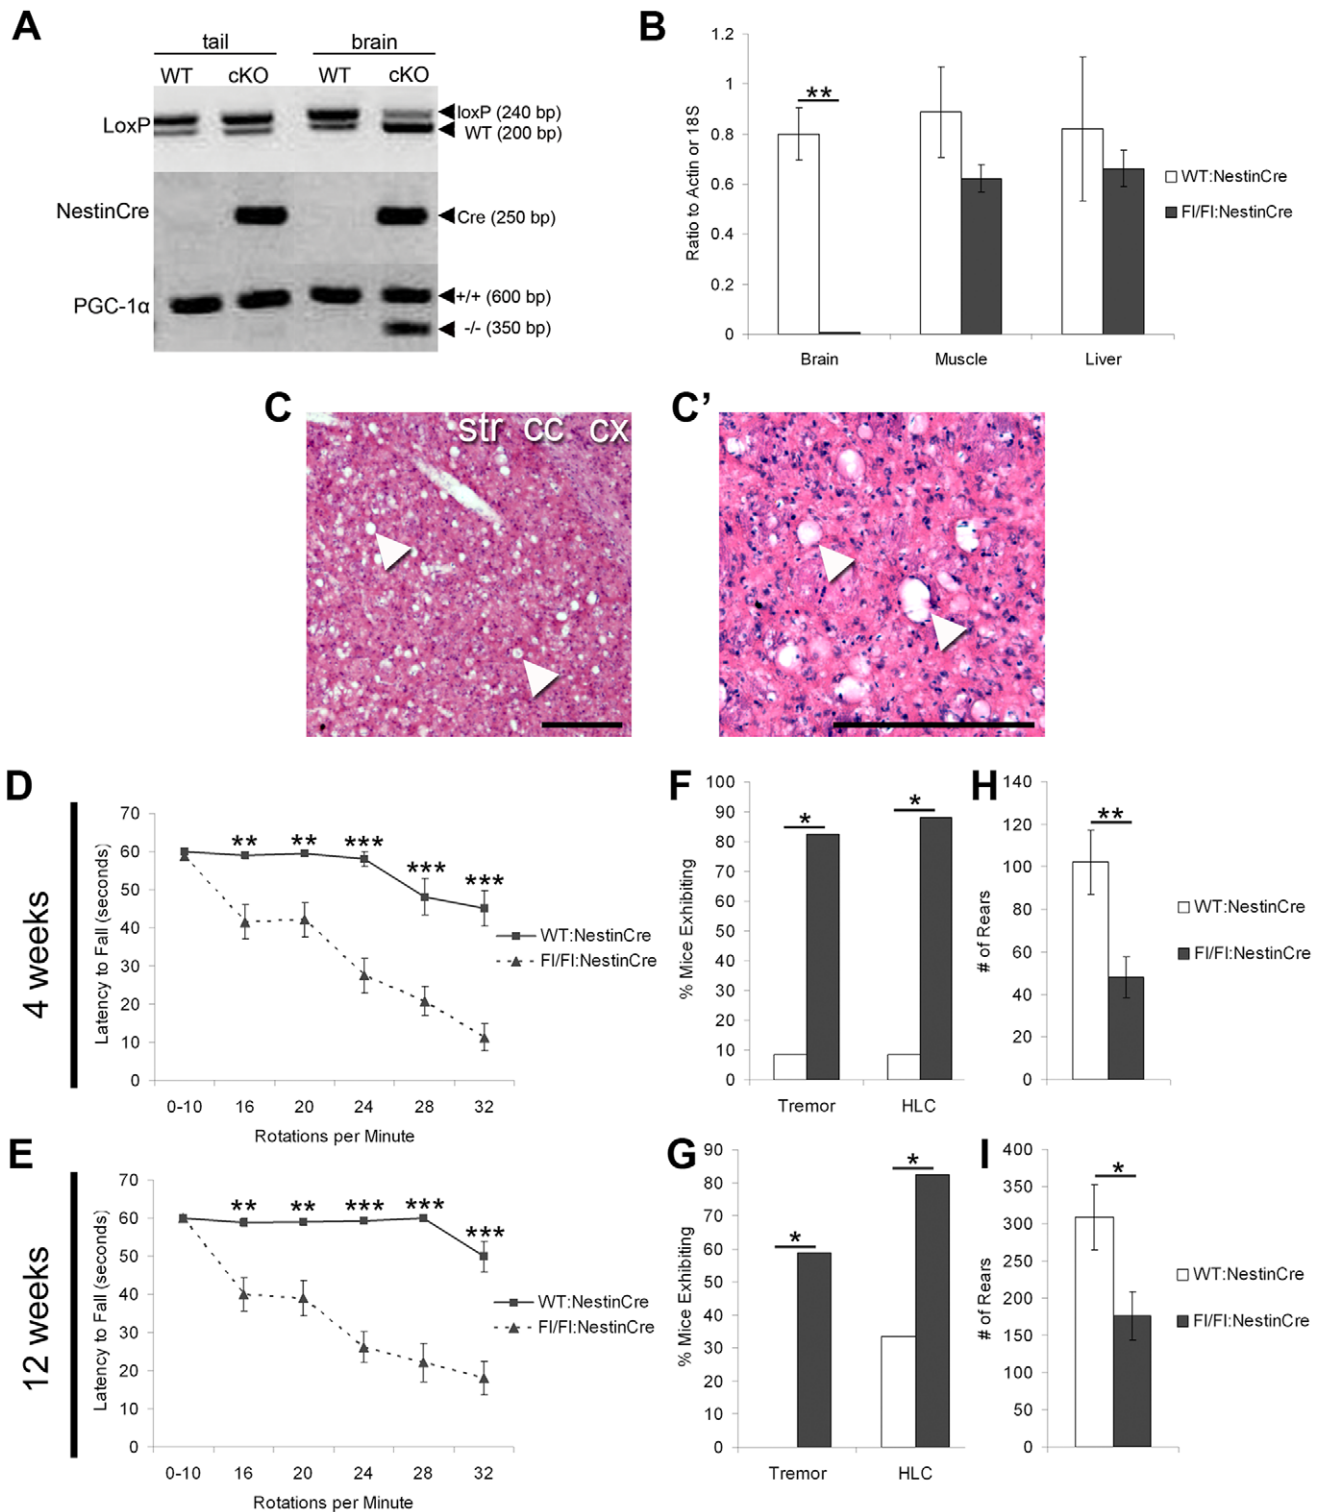 A
tail brain
WT cKO WT cKO
LoxP
loxP (240 bp)
WT (200 bp)
NestinCre
Cre (250 bp)
PGC-1α
+/+ (600 bp)
-/- (350 bp)
B
1.2
1
0.8
0.6
0.4
0.2
0
Ratio to Actin or 18S
**
Brain Muscle Liver
WT:NestinCre
Fl/Fl:NestinCre
C
str cc cx
C'
4 weeks
D
70
60
50
40
30
20
10
0
Latency to Fall (seconds)
** ** *** *** ***
WT:NestinCre
Fl/Fl:NestinCre
0-10 16 20 24 28 32
Rotations per Minute
F
100
90
80
70
60
50
40
30
20
10
0
% Mice Exhibiting
* *
Tremor HLC
H
140
120
100
80
60
40
20
0
# of Rears
**
WT:NestinCre
Fl/Fl:NestinCre
12 weeks
E
70
60
50
40
30
20
10
0
Latency to Fall (seconds)
** ** *** *** ***
WT:NestinCre
Fl/Fl:NestinCre
0-10 16 20 24 28 32
Rotations per Minute
G
90
80
70
60
50
40
30
20
10
0
% Mice Exhibiting
* *
Tremor HLC
I
400
350
300
250
200
150
100
50
0
# of Rears
*
WT:NestinCre
Fl/Fl:NestinCre